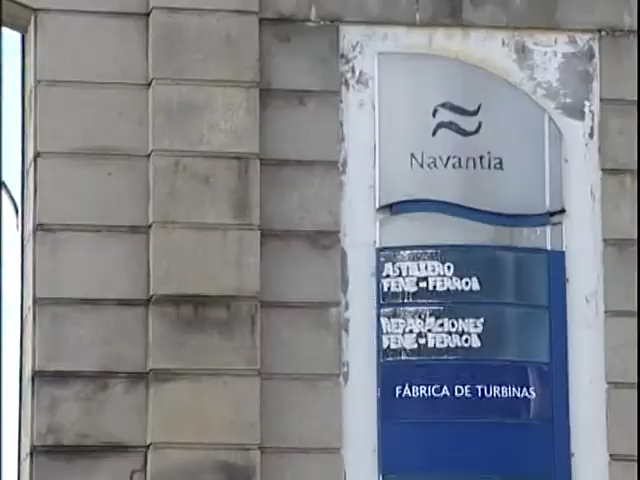 Navantia
ASTILLERO
FENE-FERROL
REPARACIONES
FENE-FERROL
FÁBRICA DE TURBINAS